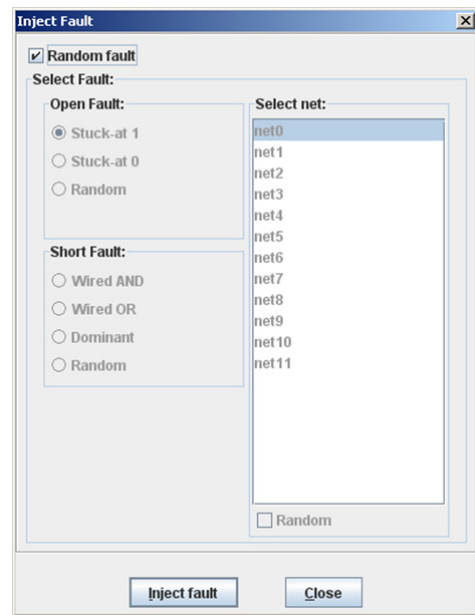 Inject Fault
Random fault
Select Fault:
Open Fault:
Stuck-at 1
Stuck-at 0
Random
Short Fault:
Wired AND
Wired OR
Dominant
Random
Select net:
net0
net1
net2
net3
net4
net5
net6
net7
net8
net9
net10
net11
Random
Inject fault
Close